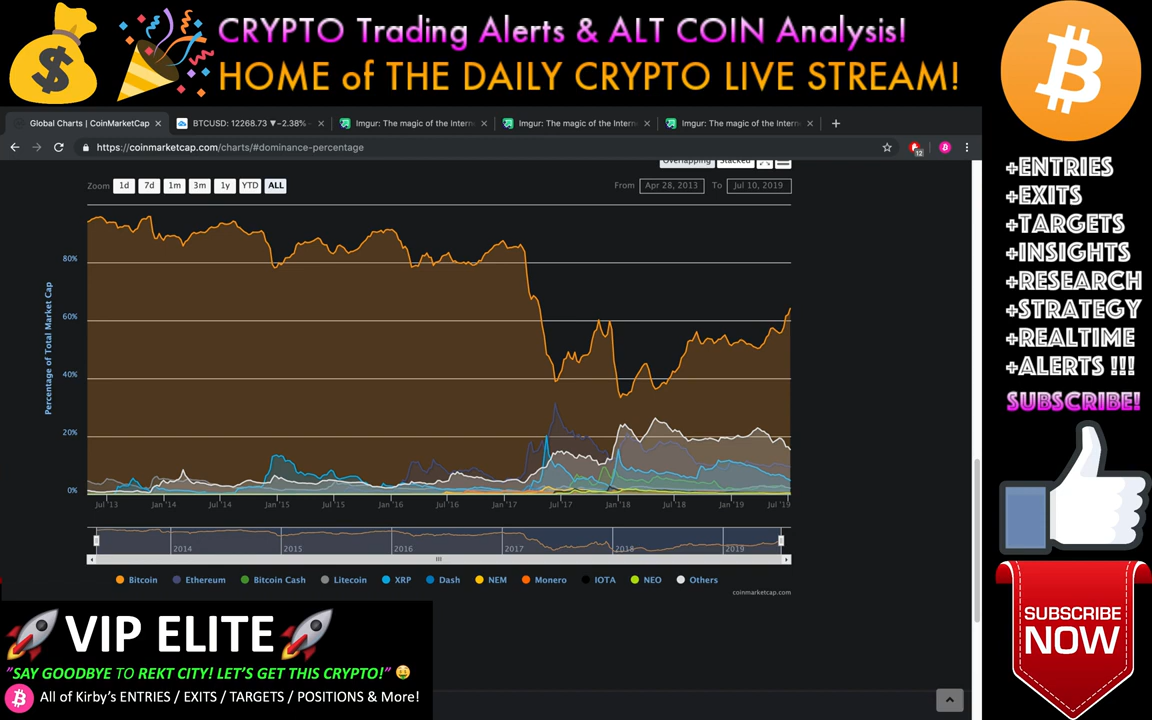 CRYPTO Trading Alerts & ALT COIN Analysis!
HOME of THE DAILY CRYPTO LIVE STREAM!
Global Charts | CoinMarketCap
BTCUSD: 12268.73 ▼−2.38%
Imgur: The magic of the Intern
Imgur: The magic of the Intern
Imgur: The magic of the Intern
https://coinmarketcap.com/charts/#dominance-percentage
12
Overlapping Stacked
Zoom 1d 7d 1m 3m 1y YTD ALL
From Apr 28, 2013 To Jul 10, 2019
Percentage of Total Market Cap
80%
60%
40%
20%
0%
Jul '13 Jan '14 Jul '14 Jan '15 Jul '15 Jan '16 Jul '16 Jan '17 Jul '17 Jan '18 Jul '18 Jan '19 Jul '19
2014 2015 2016 2017 2018 2019
Bitcoin Ethereum Bitcoin Cash Litecoin XRP Dash NEM Monero IOTA NEO Others
coinmarketcap.com
VIP ELITE
"SAY GOODBYE TO REKT CITY! LET'S GET THIS CRYPTO!"
All of Kirby's ENTRIES / EXITS / TARGETS / POSITIONS & More!
+ENTRIES
+EXITS
+TARGETS
+INSIGHTS
+RESEARCH
+STRATEGY
+REALTIME
+ALERTS !!!
SUBSCRIBE!
SUBSCRIBE
NOW